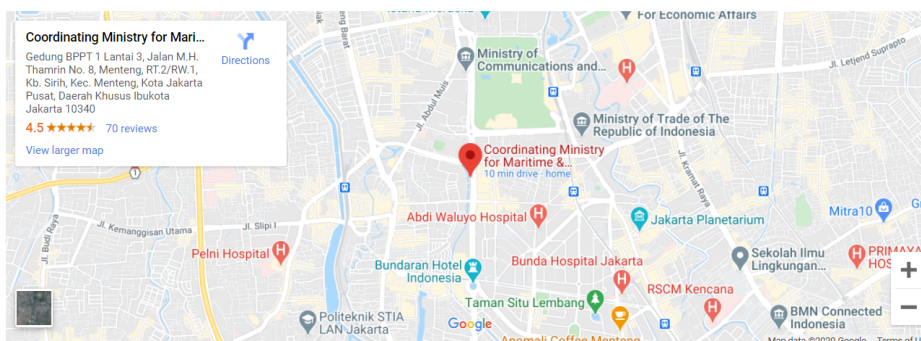 Coordinating Ministry for Mari...
Gedung BPPT 1 Lantai 3, Jalan M.H.
Thamrin No. 8, Menteng, RT.2/RW.1,
Kb. Sirih, Kec. Menteng, Kota Jakarta
Pusat, Daerah Khusus Ibukota
Jakarta 10340
4.5
70 reviews
View larger map
Directions
For Economic Affairs
Ministry of
Communications and...
H
Jl. Letjend Suprapto
Jl. Abdul Muis
Ministry of Trade of The
Republic of Indonesia
Coordinating Ministry
for Maritime &...
10 min drive · home
Jl. Kramat Raya
1
Abdi Waluyo Hospital H
Jakarta Planetarium
Mitra10
Jl. Budi Raya
Jl. Kemanggisan Utama
Jl. Slipi I
Pelni Hospital H
Bundaran Hotel
Indonesia
Bunda Hospital Jakarta
H
Sekolah Ilmu
Lingkungan...
H PRIMAYA
HOS
+
RSCM Kencana
H
Taman Situ Lembang
Politeknik STIA
LAN Jakarta
Google
BMN Connected
Indonesia
−
Anomali Coffee Menteng
Map data ©2020 Google
Terms of